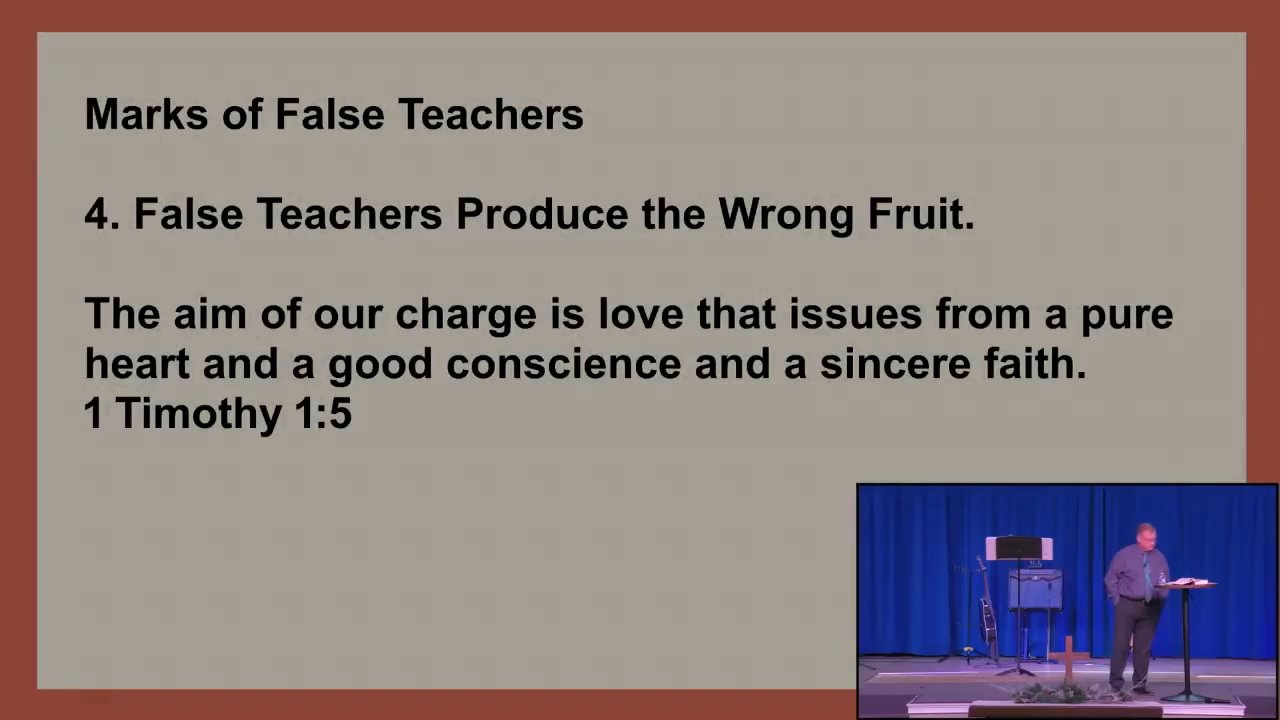 Marks of False Teachers
4. False Teachers Produce the Wrong Fruit.
The aim of our charge is love that issues from a pure
heart and a good conscience and a sincere faith.
1 Timothy 1:5